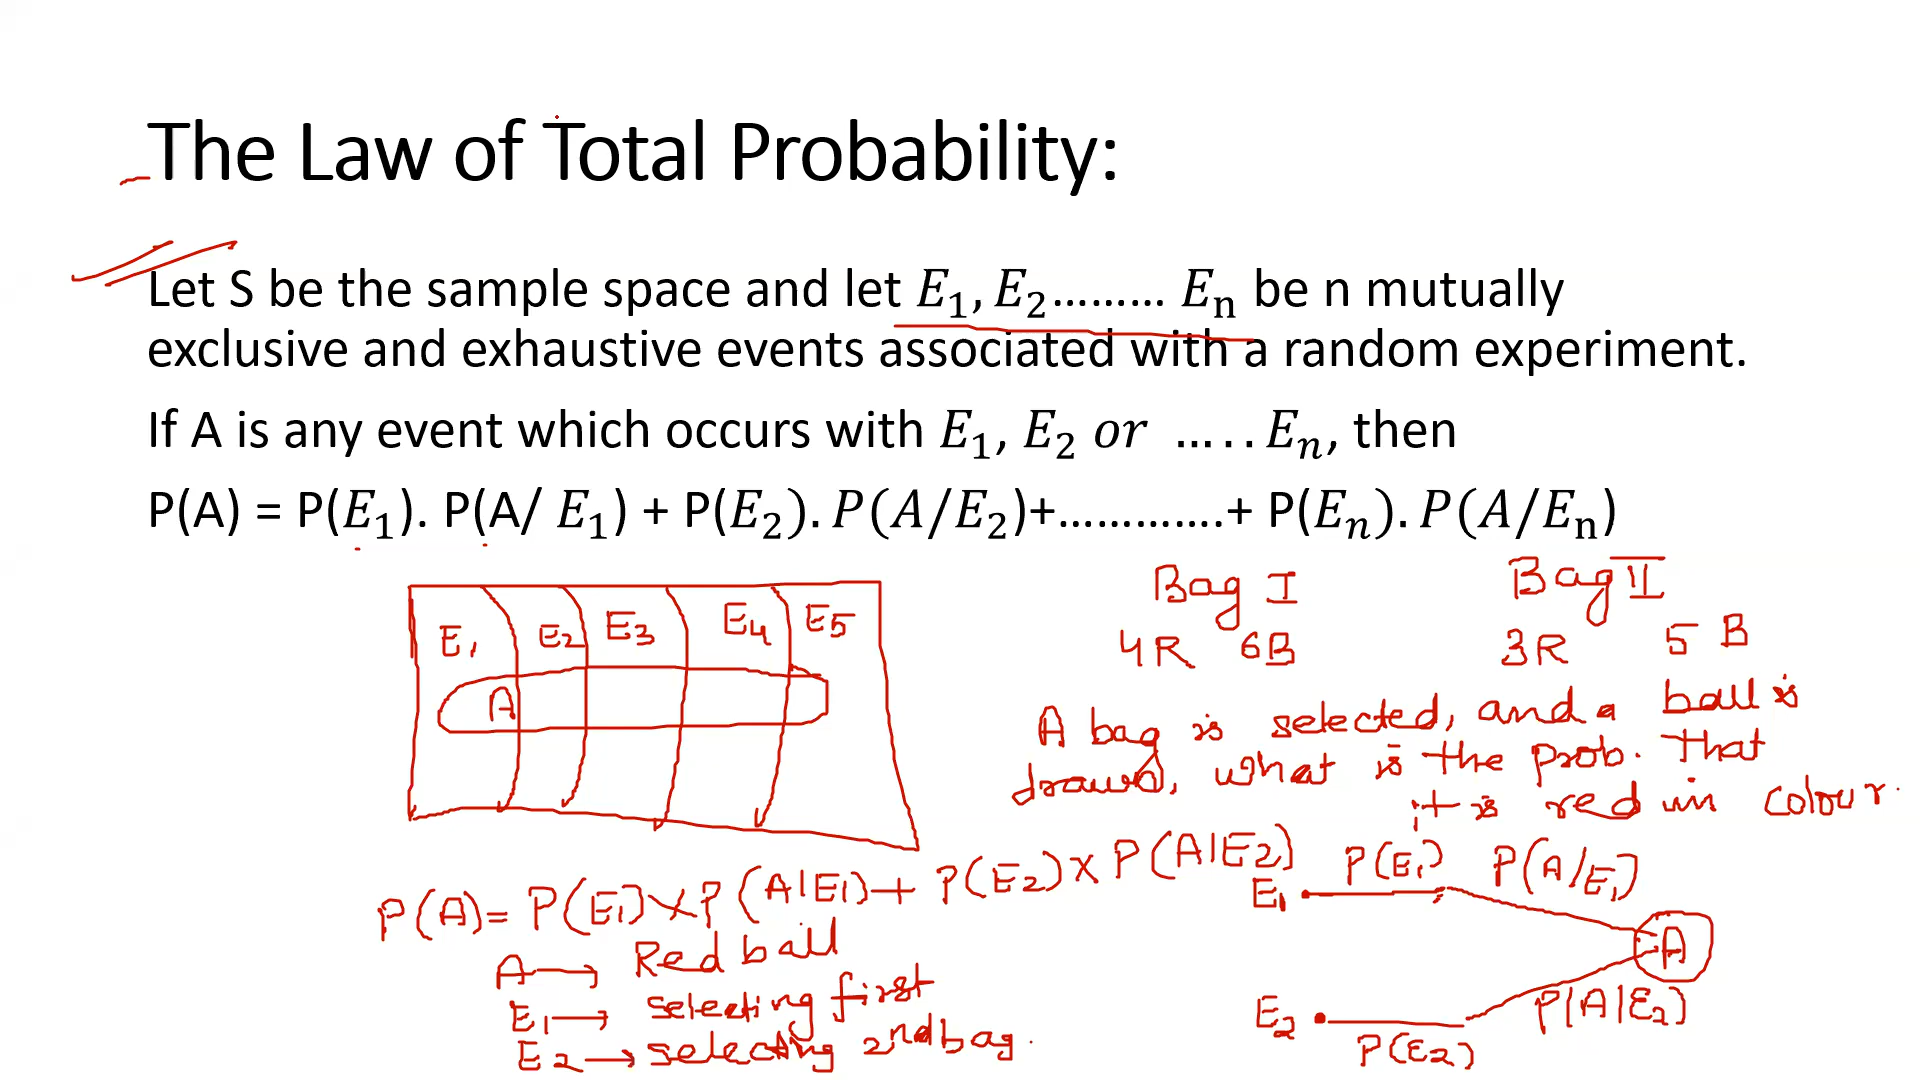 The Law of Total Probability:
Let S be the sample space and let E₁, E₂……… Eₙ be n mutually
exclusive and exhaustive events associated with a random experiment.
If A is any event which occurs with E₁, E₂ or … . . Eₙ, then
P(A) = P(E₁). P(A/ E₁) + P(E₂). P(A/E₂)+………….+ P(Eₙ). P(A/Eₙ)
E₁ E₂ E₃ E₄ E₅
A
Bag I Bag II
4R 6B 3R 5 B
A bag is selected, and a ball is
drawn, what is the prob. that
it is red in colour.
P(A)= P(E₁)×P(A|E₁)+ P(E₂)×P(A|E₂)
A → Red ball
E₁ → selecting first
E₂ → selecting 2nd bag.
E₁ P(E₁) P(A/E₁)
A
E₂ P(E₂) P(A|E₂)